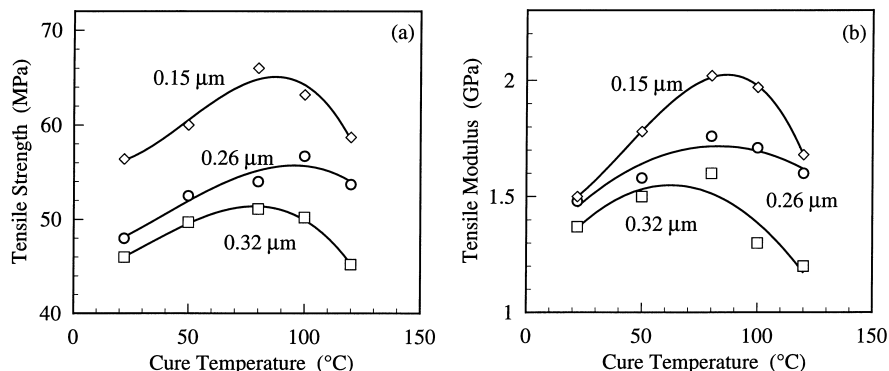 (a)
70
60
50
40
0
50
100
150
Tensile Strength (MPa)
Cure Temperature (°C)
0.15 μm
0.26 μm
0.32 μm
(b)
2
1.5
1
0
50
100
150
Tensile Modulus (GPa)
Cure Temperature (°C)
0.15 μm
0.26 μm
0.32 μm